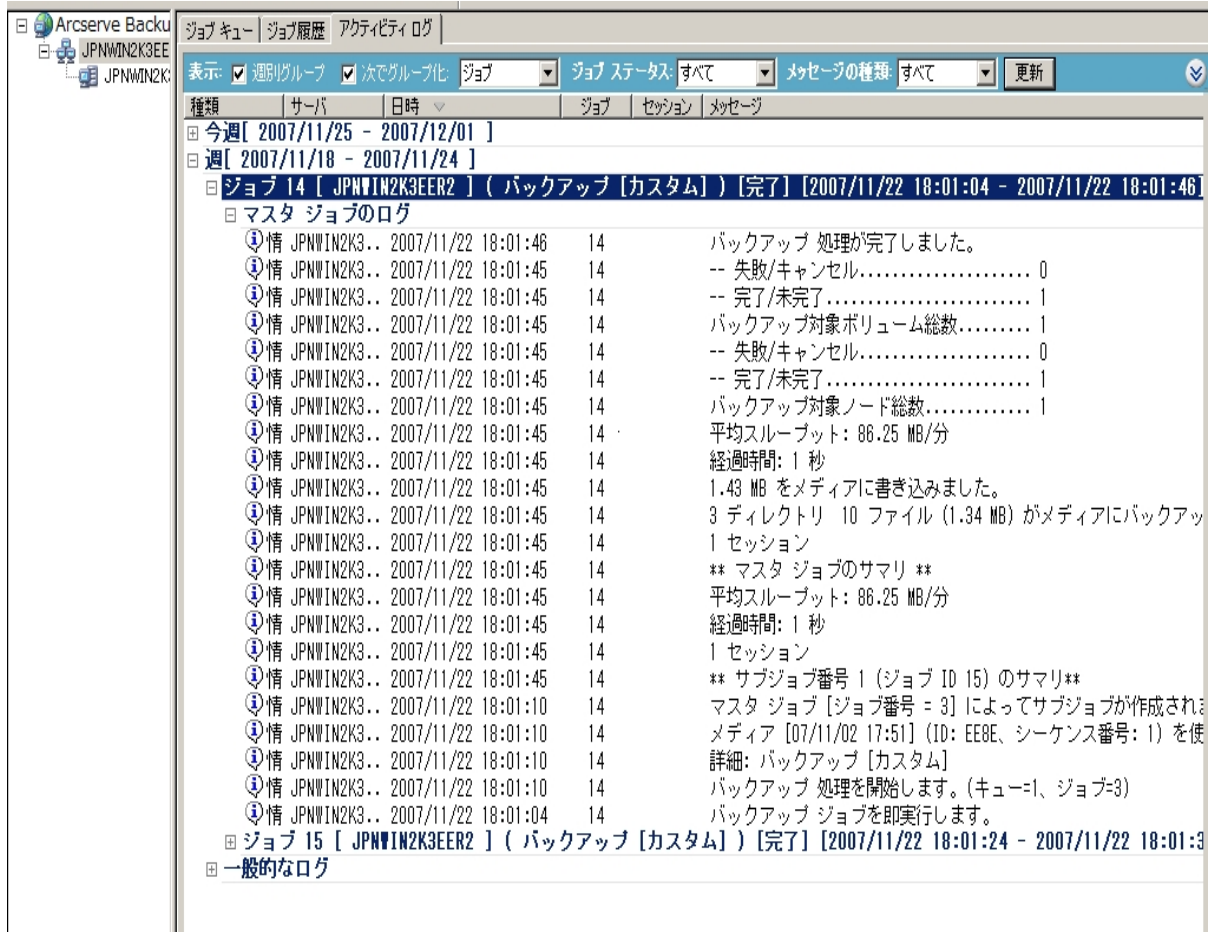 Arcserve Backu
JPNWIN2K3EE
JPNWIN2K
ジョブ キュー ジョブ履歴 アクティビティ ログ
表示: 週別グループ 次でグループ化: ジョブ ジョブ ステータス: すべて メッセージの種類: すべて 更新
種類 サーバ 日時 ジョブ セッション メッセージ
今週[ 2007/11/25 - 2007/12/01 ]
週[ 2007/11/18 - 2007/11/24 ]
ジョブ 14 [ JPNWIN2K3EER2 ] ( バックアップ [カスタム] ) [完了] [2007/11/22 18:01:04 - 2007/11/22 18:01:46]
マスタ ジョブのログ
情 JPNWIN2K3.. 2007/11/22 18:01:46 14 バックアップ 処理が完了しました。
情 JPNWIN2K3.. 2007/11/22 18:01:45 14 -- 失敗/キャンセル..................... 0
情 JPNWIN2K3.. 2007/11/22 18:01:45 14 -- 完了/未完了......................... 1
情 JPNWIN2K3.. 2007/11/22 18:01:45 14 バックアップ対象ボリューム総数......... 1
情 JPNWIN2K3.. 2007/11/22 18:01:45 14 -- 失敗/キャンセル..................... 0
情 JPNWIN2K3.. 2007/11/22 18:01:45 14 -- 完了/未完了......................... 1
情 JPNWIN2K3.. 2007/11/22 18:01:45 14 バックアップ対象ノード総数............. 1
情 JPNWIN2K3.. 2007/11/22 18:01:45 14 平均スループット: 86.25 MB/分
情 JPNWIN2K3.. 2007/11/22 18:01:45 14 経過時間: 1 秒
情 JPNWIN2K3.. 2007/11/22 18:01:45 14 1.43 MB をメディアに書き込みました。
情 JPNWIN2K3.. 2007/11/22 18:01:45 14 3 ディレクトリ 10 ファイル (1.34 MB) がメディアにバックアッ
情 JPNWIN2K3.. 2007/11/22 18:01:45 14 1 セッション
情 JPNWIN2K3.. 2007/11/22 18:01:45 14 ** マスタ ジョブのサマリ **
情 JPNWIN2K3.. 2007/11/22 18:01:45 14 平均スループット: 86.25 MB/分
情 JPNWIN2K3.. 2007/11/22 18:01:45 14 経過時間: 1 秒
情 JPNWIN2K3.. 2007/11/22 18:01:45 14 1 セッション
情 JPNWIN2K3.. 2007/11/22 18:01:45 14 ** サブジョブ番号 1 (ジョブ ID 15) のサマリ**
情 JPNWIN2K3.. 2007/11/22 18:01:10 14 マスタ ジョブ [ジョブ番号 = 3] によってサブジョブが作成されま
情 JPNWIN2K3.. 2007/11/22 18:01:10 14 メディア [07/11/02 17:51] (ID: EE8E、シーケンス番号: 1) を使
情 JPNWIN2K3.. 2007/11/22 18:01:10 14 詳細: バックアップ [カスタム]
情 JPNWIN2K3.. 2007/11/22 18:01:10 14 バックアップ 処理を開始します。(キュー=1、ジョブ=3)
情 JPNWIN2K3.. 2007/11/22 18:01:04 14 バックアップ ジョブを即実行します。
ジョブ 15 [ JPNWIN2K3EER2 ] ( バックアップ [カスタム] ) [完了] [2007/11/22 18:01:24 - 2007/11/22 18:01:3
一般的なログ